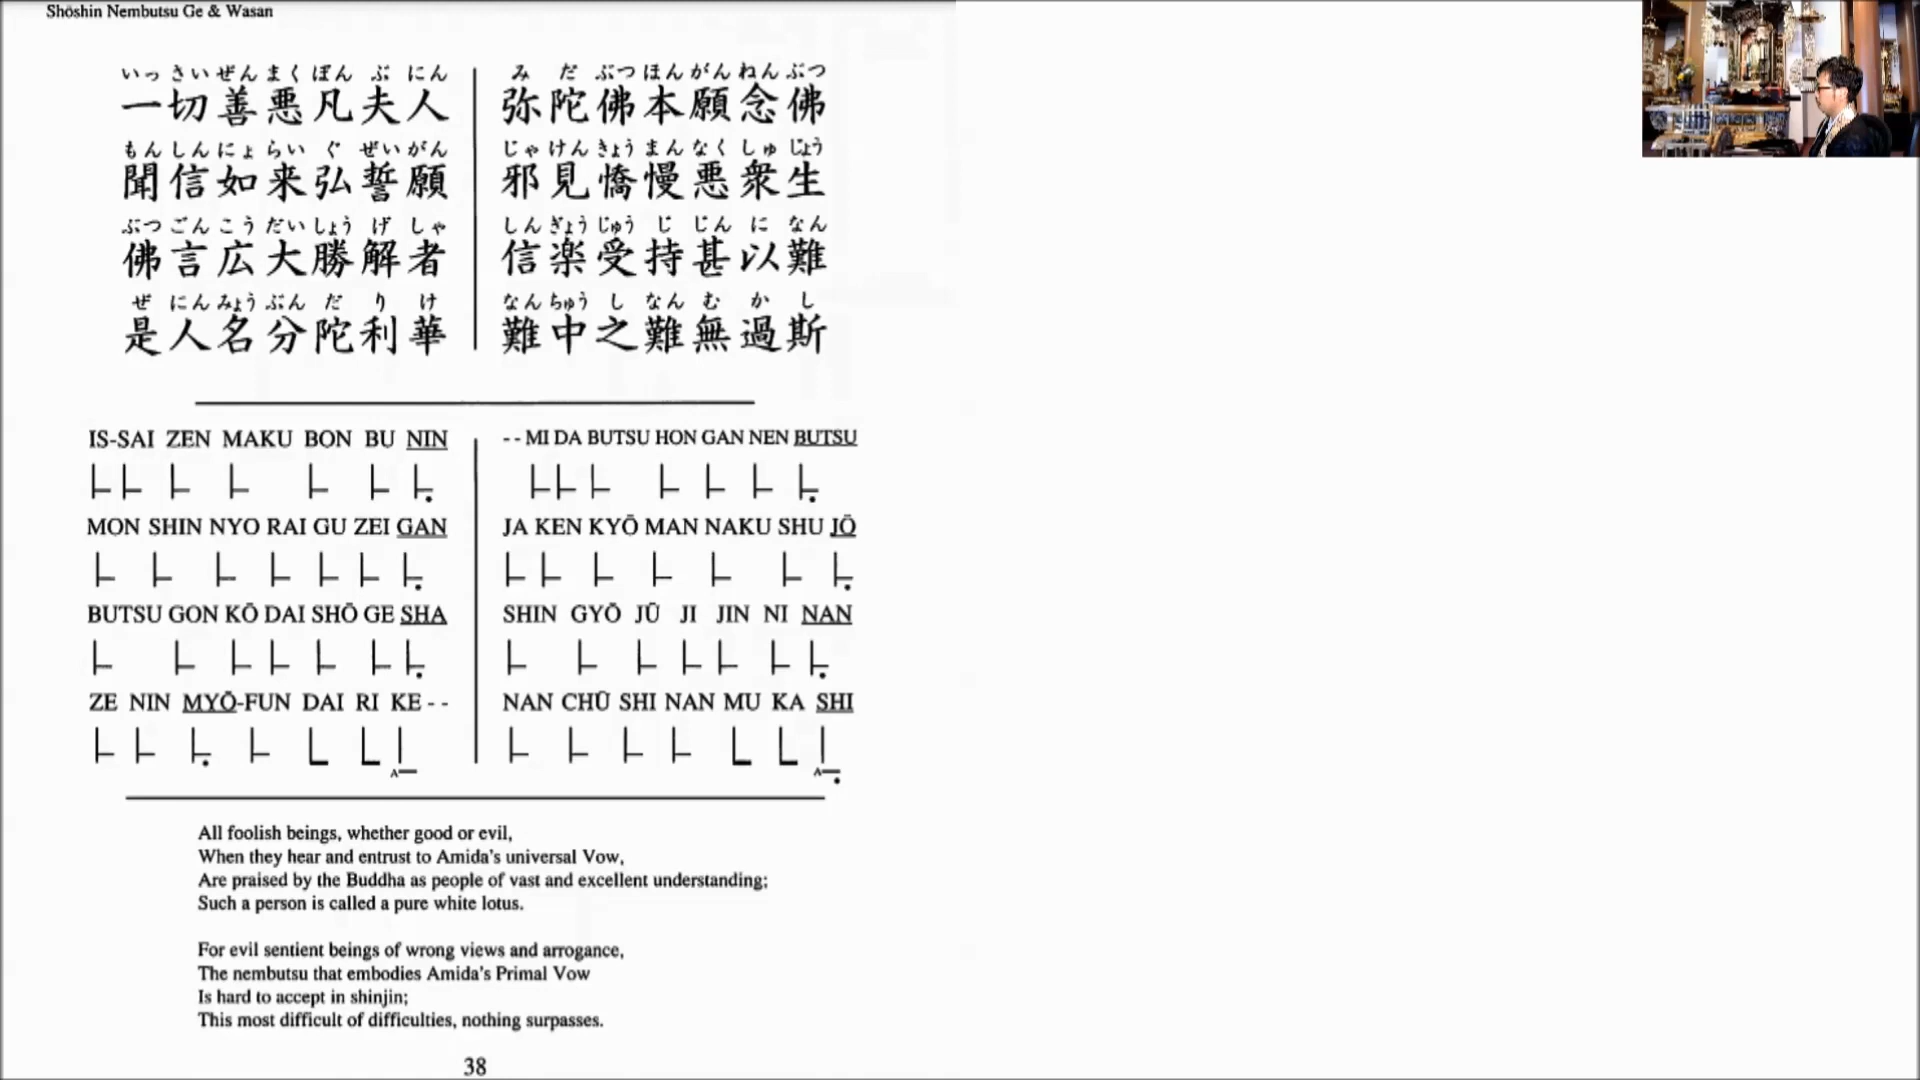 Shōshin Nembutsu Ge & Wasan
いっさいぜんまくぼんぶにん
一切善悪凡夫人
もんしんにょらいぐぜいがん
聞信如来弘誓願
ぶつごんこうだいしょうげしゃ
佛言広大勝解者
ぜにんみょうぶんだりけ
是人名分陀利華
みだぶつほんがんねんぶつ
弥陀佛本願念佛
じゃけんきょうまんなくしゅじょう
邪見憍慢悪衆生
しんぎょうじゅうじじんになん
信楽受持甚以難
なんちゅうしなんむかし
難中之難無過斯
IS-SAI ZEN MAKU BON BU NIN
MON SHIN NYO RAI GU ZEI GAN
BUTSU GON KŌ DAI SHŌ GE SHA
ZE NIN MYŌ-FUN DAI RI KE - -
A
- - MI DA BUTSU HON GAN NEN BUTSU
JA KEN KYŌ MAN NAKU SHU JŌ
SHIN GYŌ JŪ JI JIN NI NAN
NAN CHŪ SHI NAN MU KA SHI
A
All foolish beings, whether good or evil,
When they hear and entrust to Amida's universal Vow,
Are praised by the Buddha as people of vast and excellent understanding;
Such a person is called a pure white lotus.
For evil sentient beings of wrong views and arrogance,
The nembutsu that embodies Amida's Primal Vow
Is hard to accept in shinjin;
This most difficult of difficulties, nothing surpasses.
38